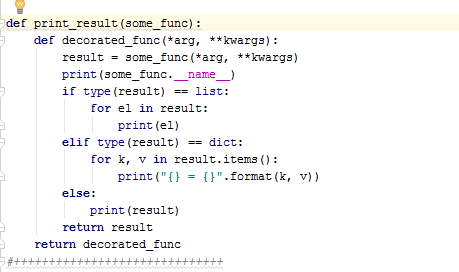 def print_result(some_func):
    def decorated_func(*arg, **kwargs):
        result = some_func(*arg, **kwargs)
        print(some_func.__name__)
        if type(result) == list:
            for el in result:
                print(el)
        elif type(result) == dict:
            for k, v in result.items():
                print("{} = {}".format(k, v))
        else:
            print(result)
        return result
    return decorated_func
#++++++++++++++++++++++++++++++